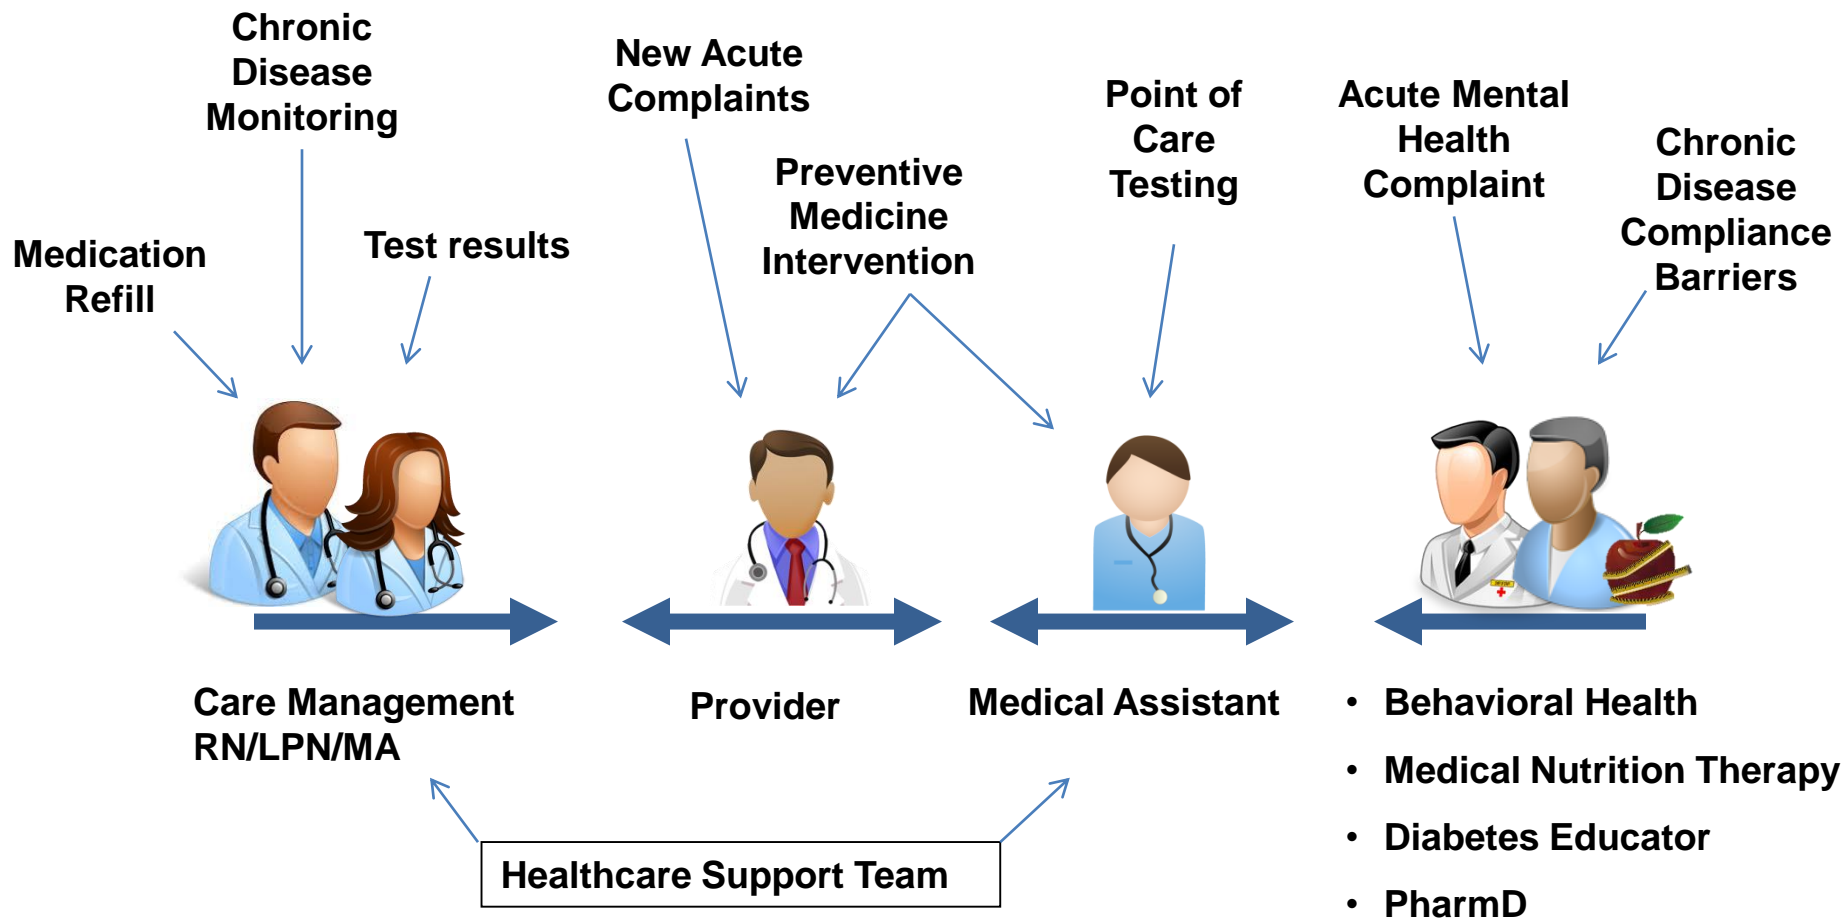 Chronic
Disease
Monitoring
New Acute
Complaints
Point of
Care
Testing
Acute Mental
Health
Complaint
Chronic
Disease
Compliance
Barriers
Preventive
Medicine
Intervention
Medication
Refill
Test results
Care Management
RN/LPN/MA
Provider
Medical Assistant
• Behavioral Health
• Medical Nutrition Therapy
• Diabetes Educator
• PharmD
Healthcare Support Team